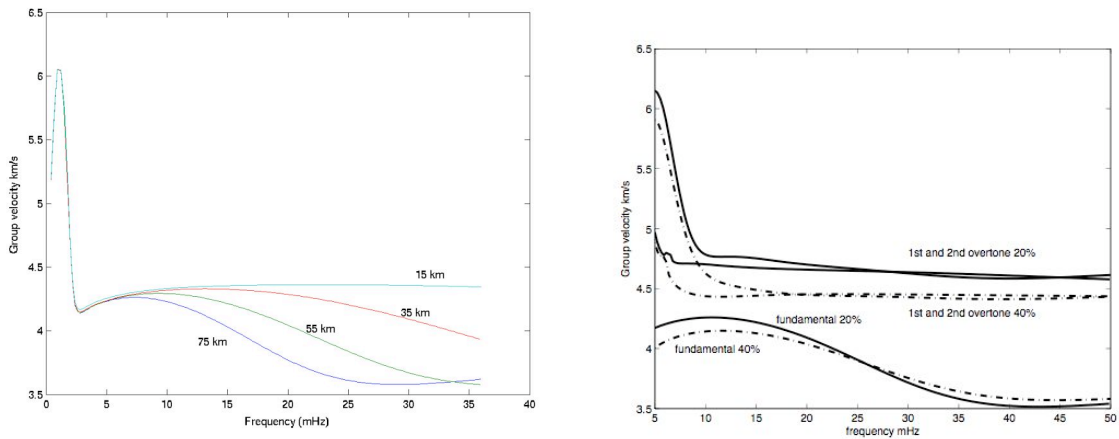 6.5
6
5.5
5
4.5
4
3.5
Group velocity km/s
15 km
35 km
55 km
75 km
0 5 10 15 20 25 30 35 40
Frequency (mHz)
6.5
6
5.5
5
4.5
4
3.5
Group velocity km/s
1st and 2nd overtone 20%
1st and 2nd overtone 40%
fundamental 20%
fundamental 40%
5 10 15 20 25 30 35 40 45 50
frequency mHz